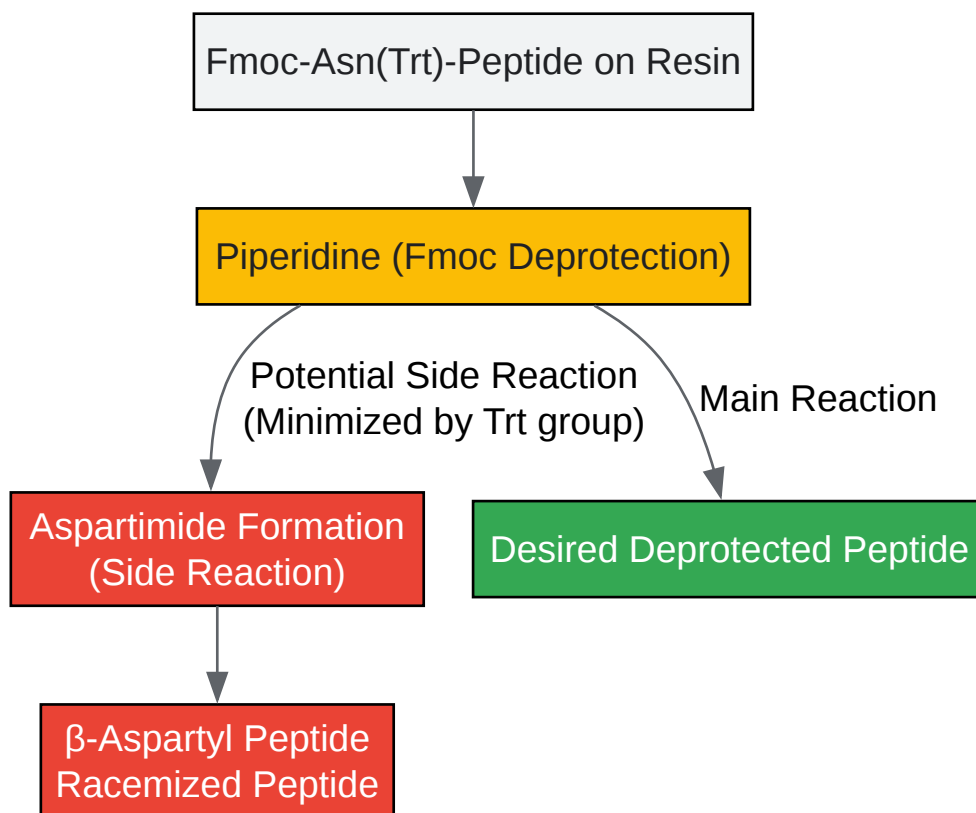 Fmoc-Asn(Trt)-Peptide on Resin
Piperidine (Fmoc Deprotection)
Potential Side Reaction
(Minimized by Trt group)
Main Reaction
Aspartimide Formation
(Side Reaction)
Desired Deprotected Peptide
β-Aspartyl Peptide
Racemized Peptide